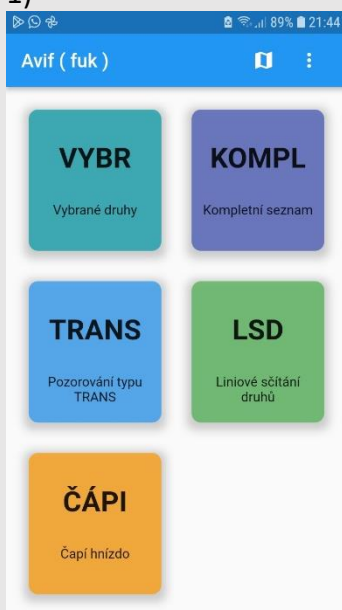 1)
89% 21:44
Avif ( fuk )
VYBR
Vybrané druhy
KOMPL
Kompletní seznam
TRANS
Pozorování typu
TRANS
LSD
Liniové sčítání
druhů
ČÁPI
Čapí hnízdo